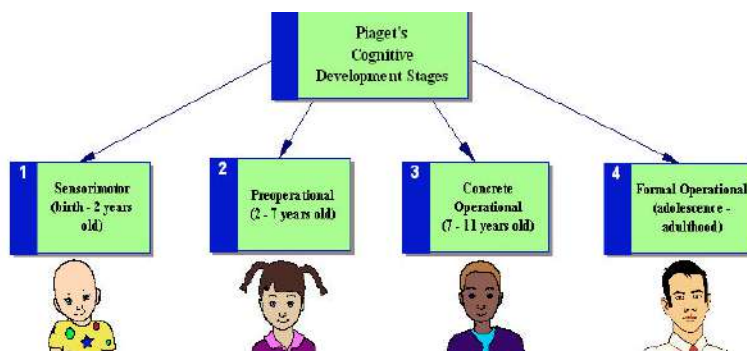 Piaget's
Cognitive
Development Stages
1
Sensorimotor
(birth - 2 years
old)
2
Preoperational
(2 - 7 years old)
3
Concrete
Operational
(7 - 11 years old)
4
Formal Operational
(adolescence -
adulthood)